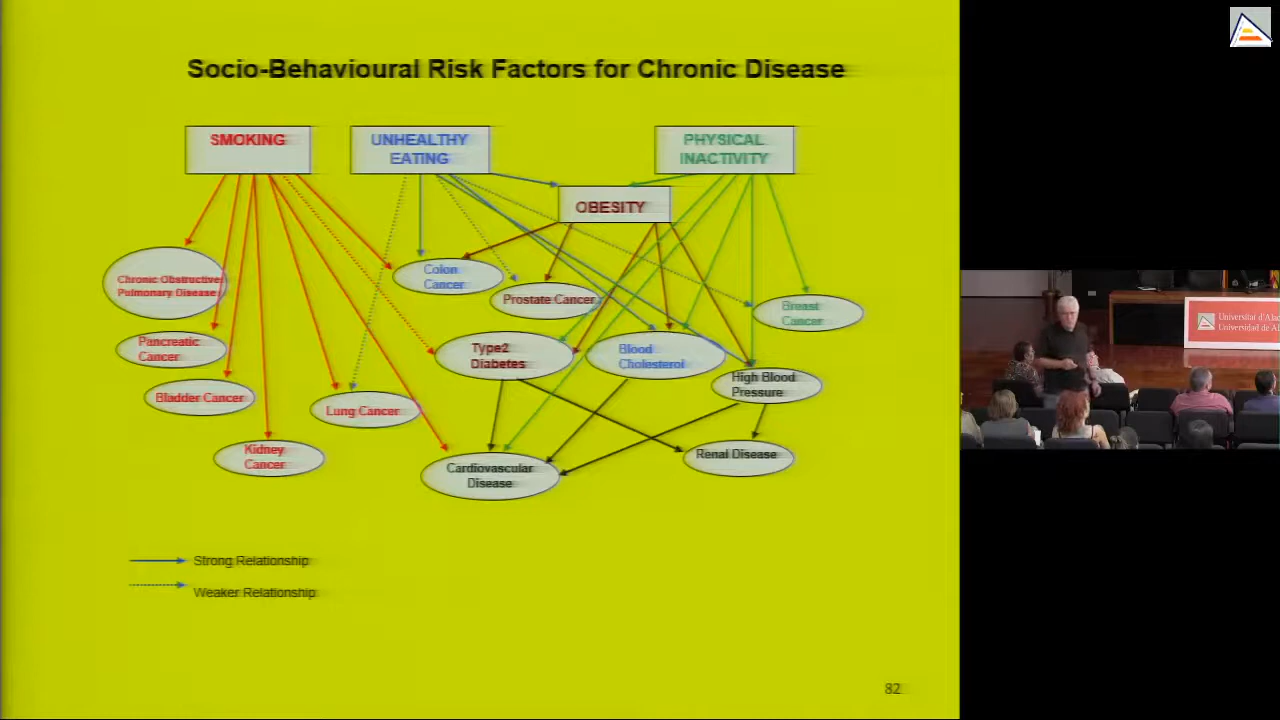 Socio-Behavioural Risk Factors for Chronic Disease
SMOKING
UNHEALTHY
EATING
PHYSICAL
INACTIVITY
OBESITY
Chronic Obstructive
Pulmonary Disease
Colon
Cancer
Prostate Cancer
Breast
Cancer
Pancreatic
Cancer
Type2
Diabetes
Blood
Cholesterol
High Blood
Pressure
Bladder Cancer
Lung Cancer
Kidney
Cancer
Cardiovascular
Disease
Renal Disease
Strong Relationship
Weaker Relationship
82
Universitat d'Ala
Universidad de Al